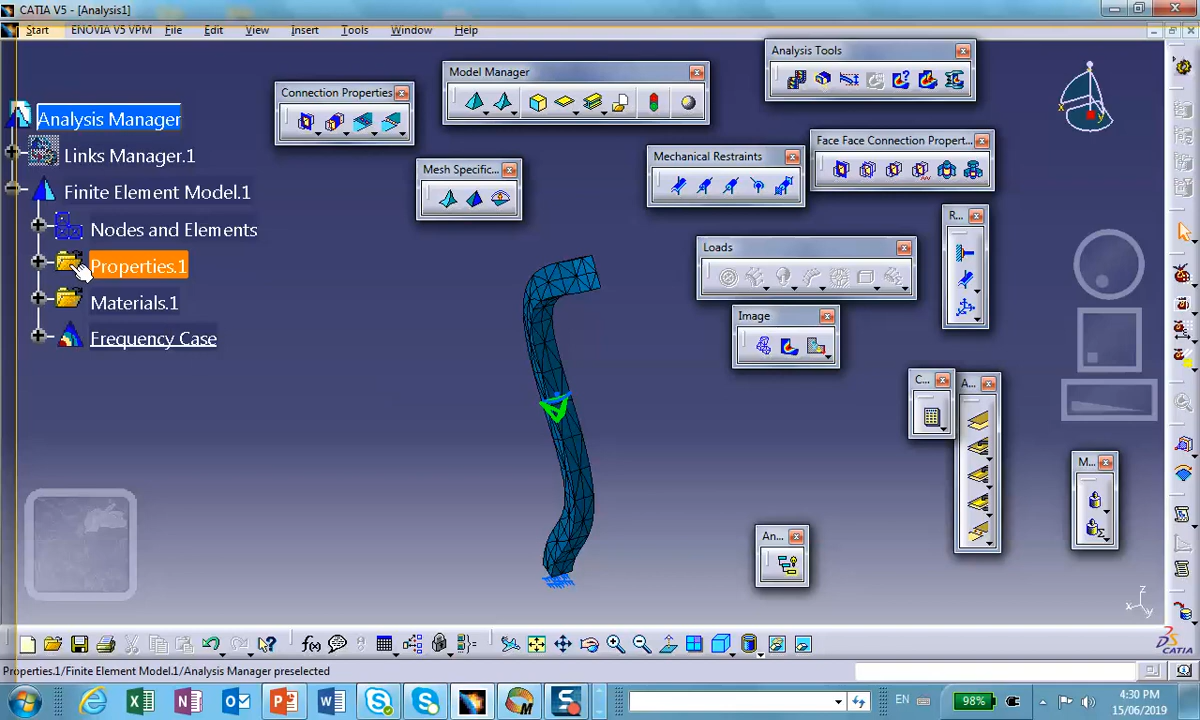 CATIA V5 - [Analysis1]
Start ENOVIA V5 VPM File Edit View Insert Tools Window Help
Analysis Tools
Model Manager
Connection Properties
Face Face Connection Propert...
Mechanical Restraints
Mesh Specific...
R...
Loads
Image
C...
A...
M...
An...
Analysis Manager
Links Manager.1
Finite Element Model.1
Nodes and Elements
Properties.1
Materials.1
Frequency Case
x
y
z
z
x
y
f(x)
CATIA
Properties.1/Finite Element Model.1/Analysis Manager preselected
EN
98%
4:30 PM
15/06/2019